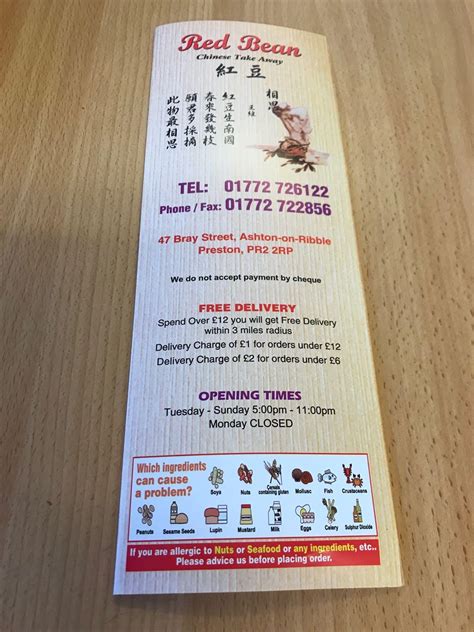 Red Bean
Chinese Take Away
紅豆
相思
王維
紅豆生南國
春來發幾枝
願君多採擷
此物最相思
TEL: 01772 726122
Phone / Fax: 01772 722856
47 Bray Street, Ashton-on-Ribble
Preston, PR2 2RP
We do not accept payment by cheque
FREE DELIVERY
Spend Over £12 you will get Free Delivery
within 3 miles radius
Delivery Charge of £1 for orders under £12
Delivery Charge of £2 for orders under £6
OPENING TIMES
Tuesday - Sunday 5:00pm - 11:00pm
Monday CLOSED
Which ingredients
can cause
a problem?
Soya Nuts Cereals containing gluten Mollusc Fish Crustaceans
Peanuts Sesame Seeds Lupin Mustard Milk Eggs Celery Sulphur Dioxide
If you are allergic to Nuts or Seafood or any ingredients, etc..
Please advice us before placing order.